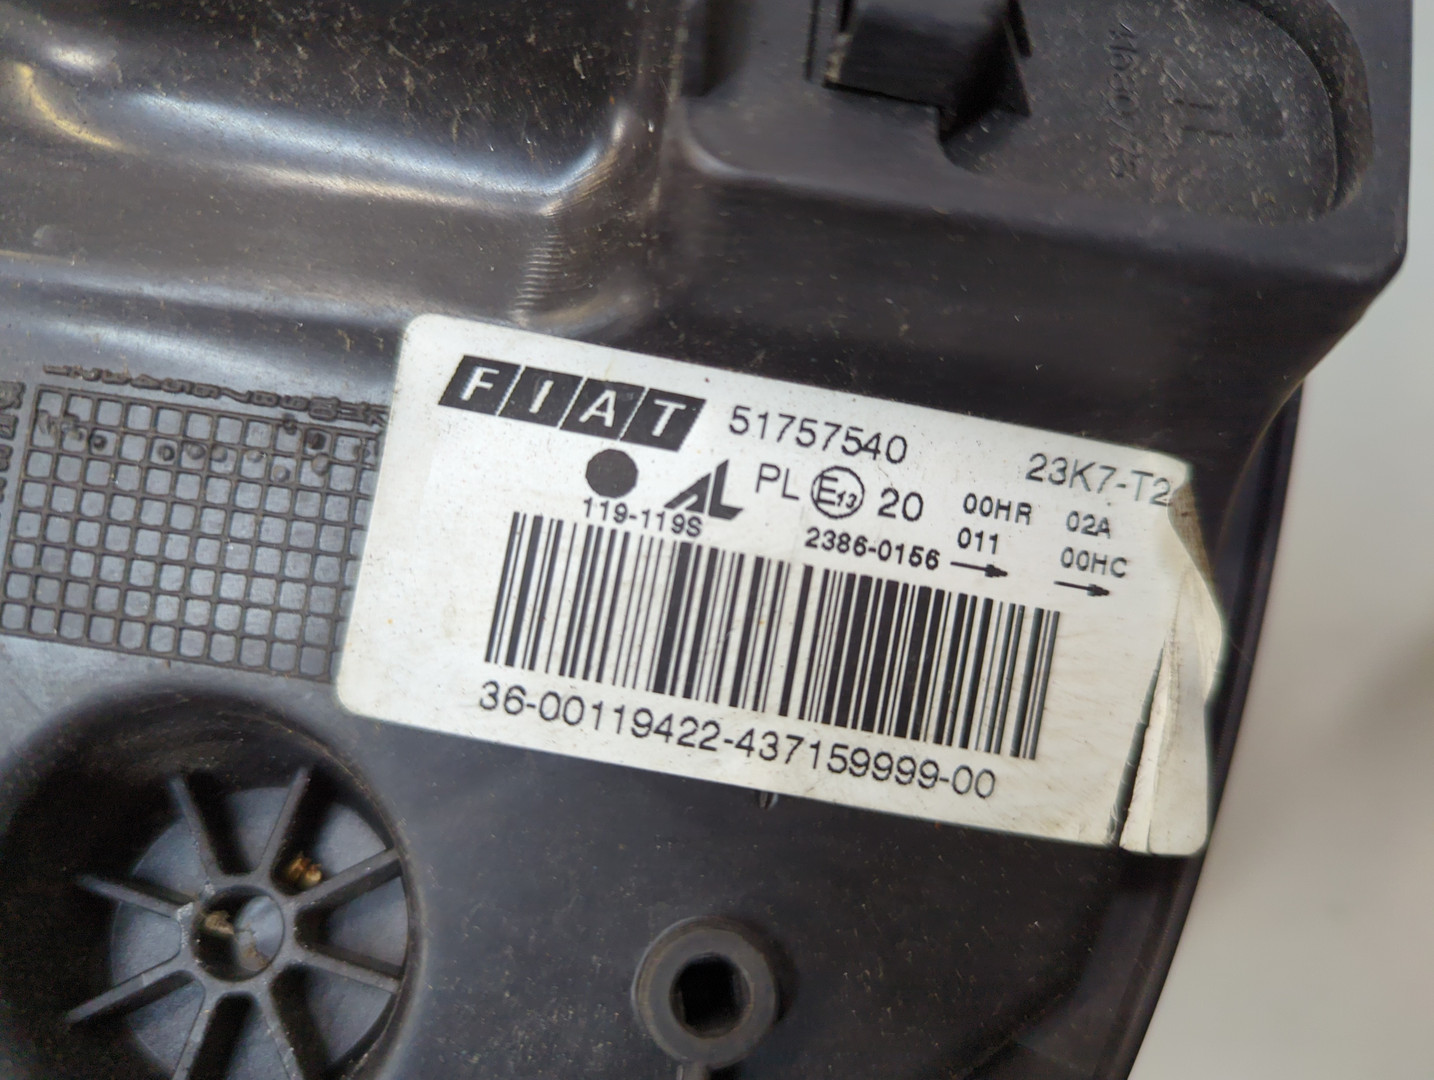 FIAT 51757540 23K7-T2
AL PL E13 20 00HR 02A
119-119S 2386-0156 011 00HC
36-00119422-437159999-00